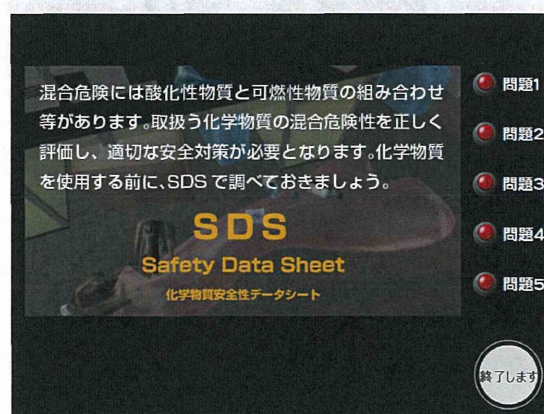 混合危険には酸化性物質と可燃性物質の組み合わせ
等があります。取扱う化学物質の混合危険性を正しく
評価し、適切な安全対策が必要となります。化学物質
を使用する前に、SDSで調べておきましょう。
SDS
Safety Data Sheet
化学物質安全性データシート
問題1
問題2
問題3
問題4
問題5
終了します